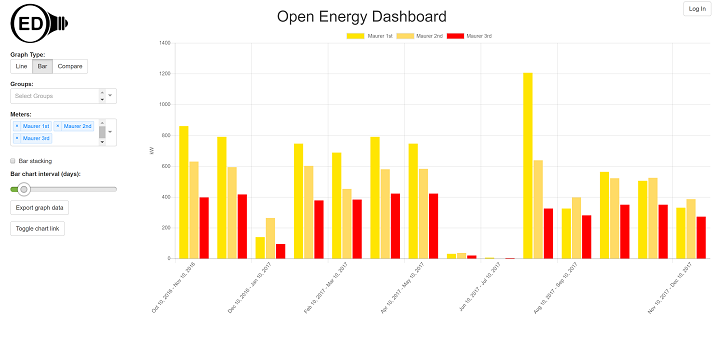 ED
Open Energy Dashboard
Log In
Graph Type:
Line Bar Compare
Groups:
Select Groups
Meters:
× Maurer 1st × Maurer 2nd
× Maurer 3rd
Bar stacking
Bar chart interval (days):
Export graph data
Toggle chart link
Maurer 1st Maurer 2nd Maurer 3rd
kW
1400
1200
1000
800
600
400
200
0
Oct 10, 2016 - Nov 10, 2016
Dec 10, 2016 - Jan 10, 2017
Feb 10, 2017 - Mar 10, 2017
Apr 10, 2017 - May 10, 2017
Jun 10, 2017 - Jul 10, 2017
Aug 10, 2017 - Sep 10, 2017
Nov 10, 2017 - Dec 10, 2017